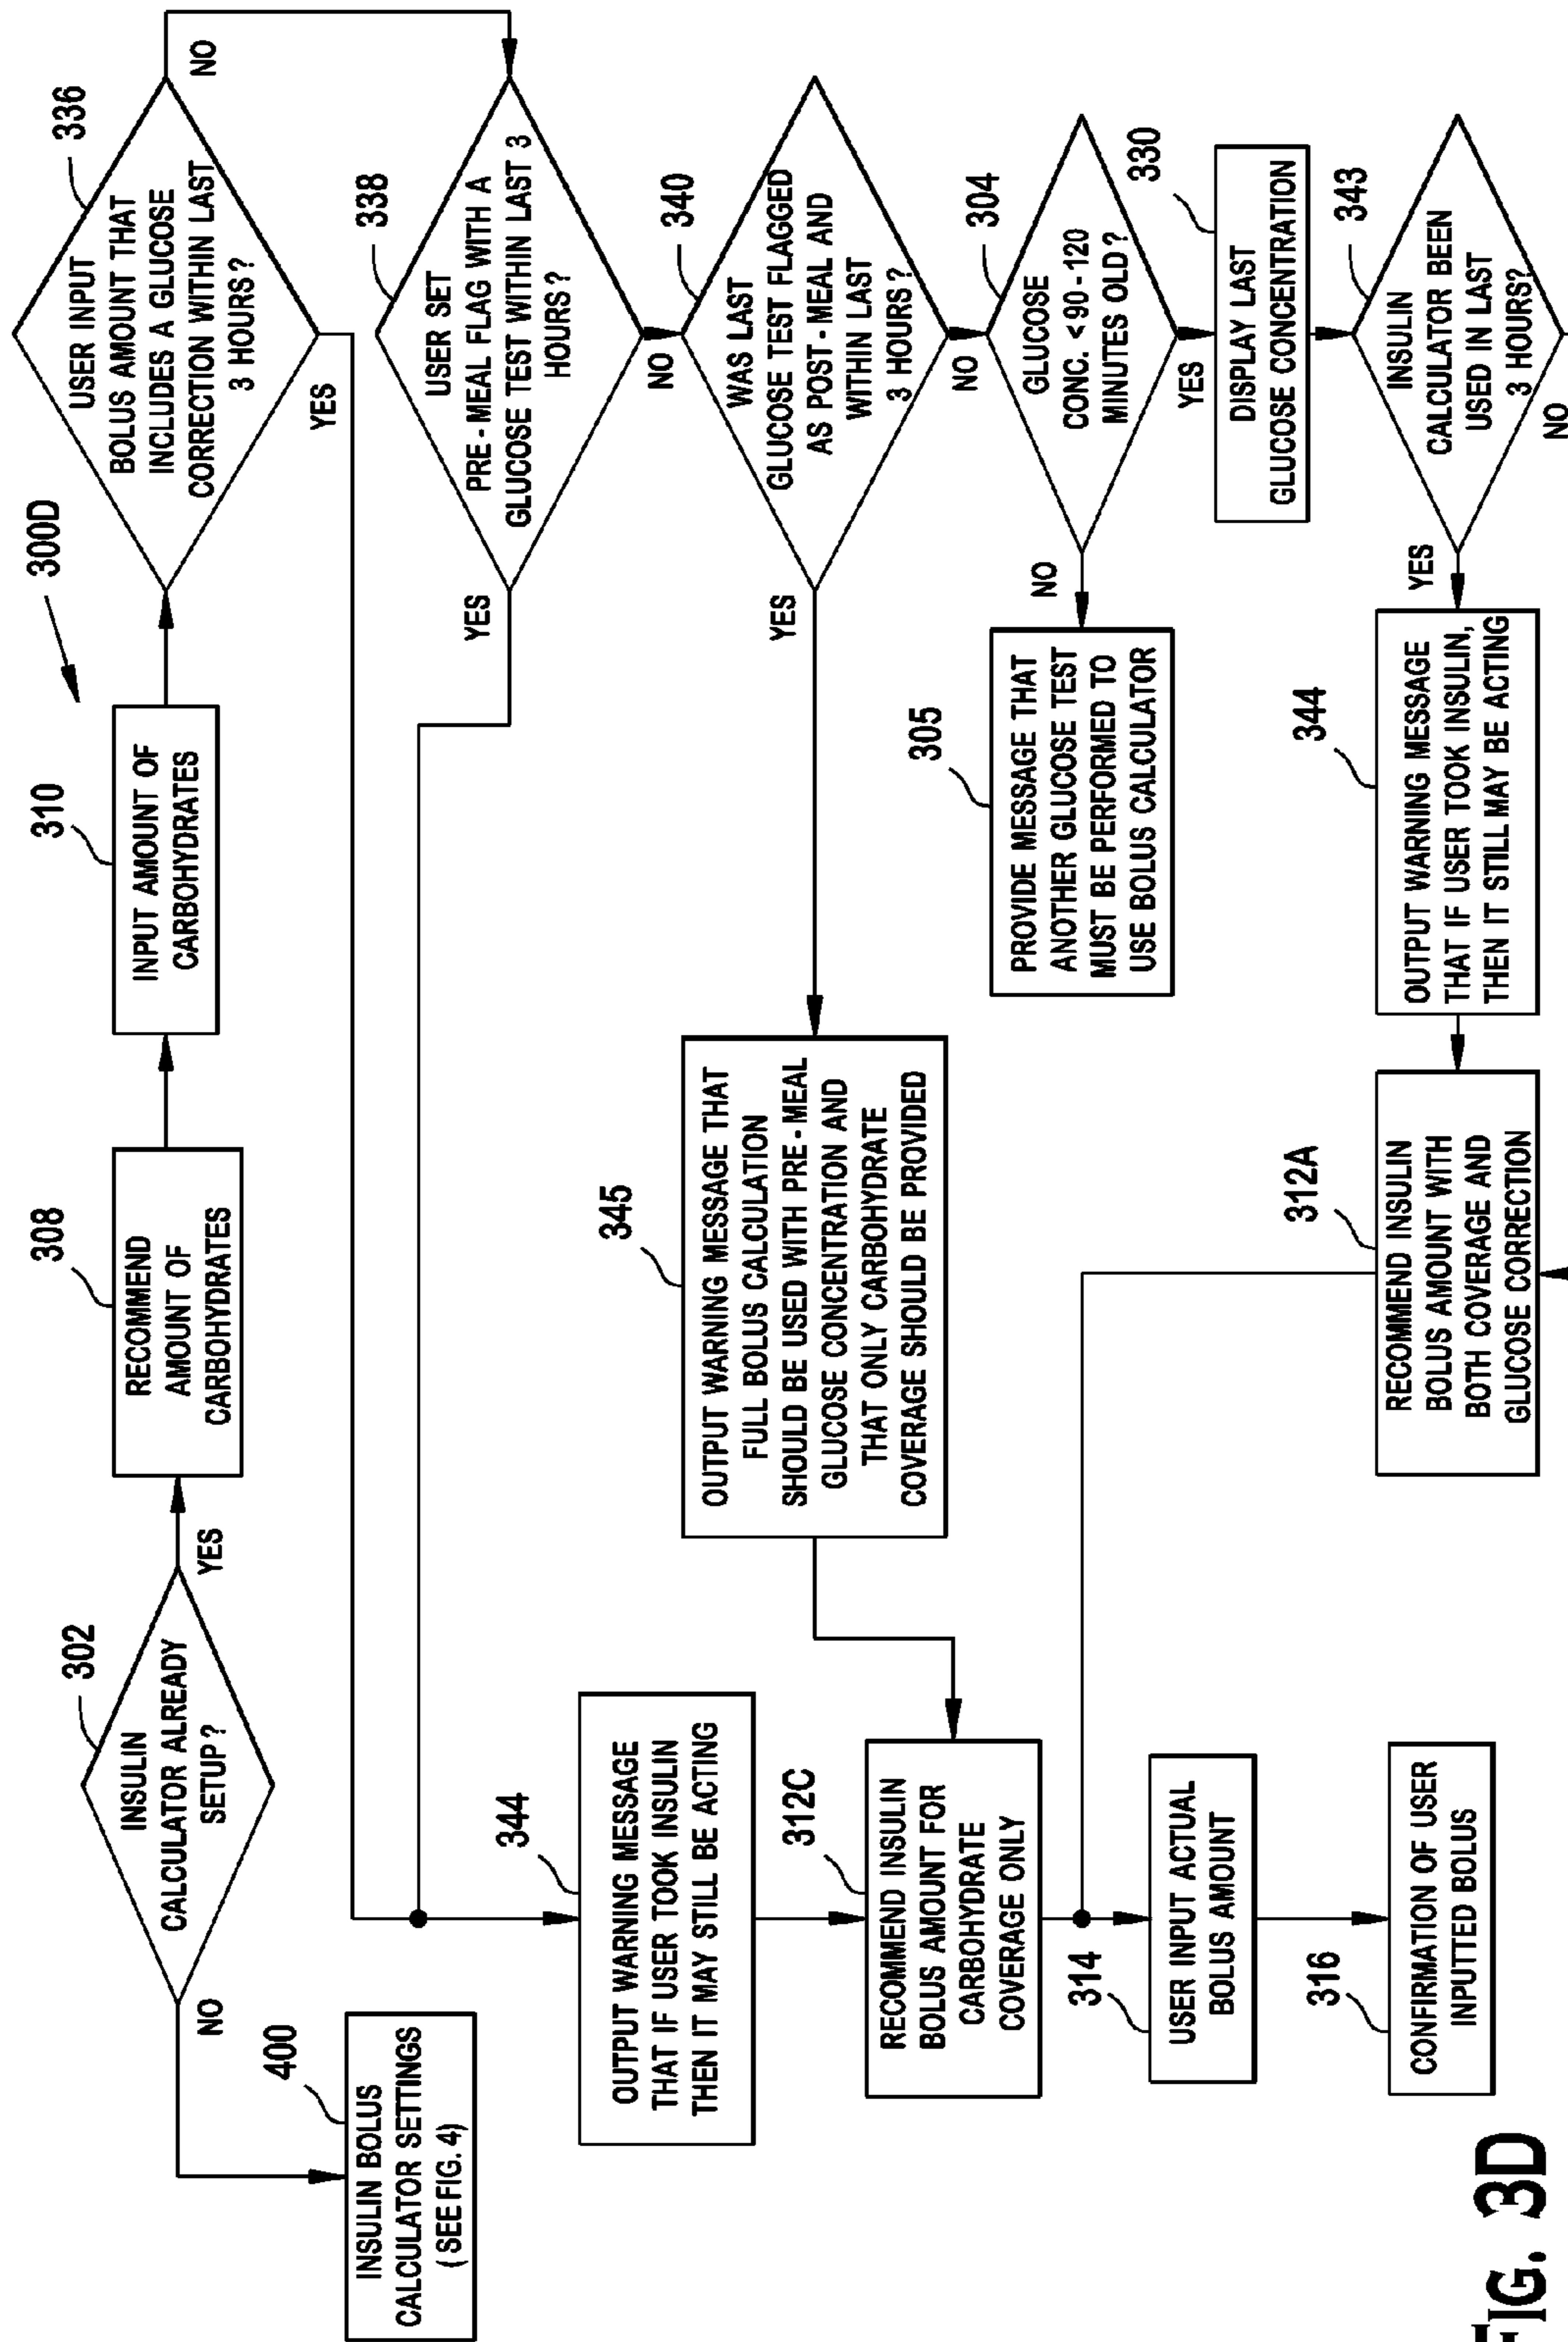 300D
302
INSULIN
CALCULATOR ALREADY
SETUP?
NO
YES
400
INSULIN BOLUS
CALCULATOR SETTINGS
(SEE FIG. 4)
308
RECOMMEND
AMOUNT OF
CARBOHYDRATES
310
INPUT AMOUNT OF
CARBOHYDRATES
336
USER INPUT
BOLUS AMOUNT THAT
INCLUDES A GLUCOSE
CORRECTION WITHIN LAST
3 HOURS?
NO
YES
338
USER SET
PRE-MEAL FLAG WITH A
GLUCOSE TEST WITHIN LAST 3
HOURS?
YES
NO
340
WAS LAST
GLUCOSE TEST FLAGGED
AS POST-MEAL AND
WITHIN LAST
3 HOURS?
YES
NO
344
OUTPUT WARNING MESSAGE
THAT IF USER TOOK INSULIN
THEN IT MAY STILL BE ACTING
345
OUTPUT WARNING MESSAGE THAT
FULL BOLUS CALCULATION
SHOULD BE USED WITH PRE-MEAL
GLUCOSE CONCENTRATION AND
THAT ONLY CARBOHYDRATE
COVERAGE SHOULD BE PROVIDED
304
GLUCOSE
CONC. <90-120
MINUTES OLD?
NO
YES
305
PROVIDE MESSAGE THAT
ANOTHER GLUCOSE TEST
MUST BE PERFORMED TO
USE BOLUS CALCULATOR
330
DISPLAY LAST
GLUCOSE CONCENTRATION
312C
RECOMMEND INSULIN
BOLUS AMOUNT FOR
CARBOHYDRATE
COVERAGE ONLY
343
INSULIN
CALCULATOR BEEN
USED IN LAST
3 HOURS?
YES
NO
344
OUTPUT WARNING MESSAGE
THAT IF USER TOOK INSULIN,
THEN IT STILL MAY BE ACTING
312A
RECOMMEND INSULIN
BOLUS AMOUNT WITH
BOTH COVERAGE AND
GLUCOSE CORRECTION
314
USER INPUT ACTUAL
BOLUS AMOUNT
316
CONFIRMATION OF USER
INPUTTED BOLUS
FIG. 3D